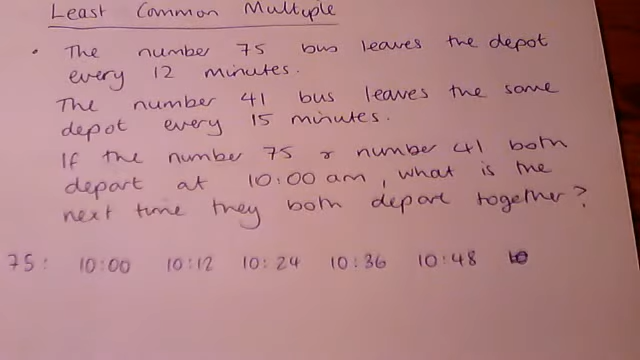 Least Common Multiple
• The number 75 bus leaves the depot
every 12 minutes.
The number 41 bus leaves the same
depot every 15 minutes.
If the number 75 & number 41 both
depart at 10:00 am, what is the
next time they both depart together?
75: 10:00 10:12 10:24 10:36 10:48